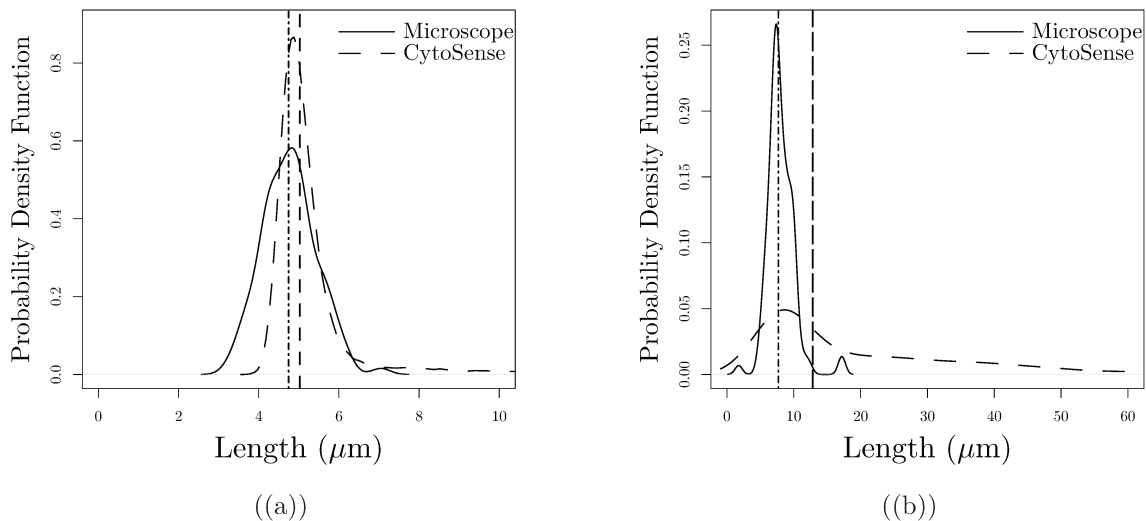 Microscope
CytoSense
Probability Density Function
0.0 0.2 0.4 0.6 0.8
0 2 4 6 8 10
Length (μm)
((a))
Microscope
CytoSense
Probability Density Function
0.00 0.05 0.10 0.15 0.20 0.25
0 10 20 30 40 50 60
Length (μm)
((b))